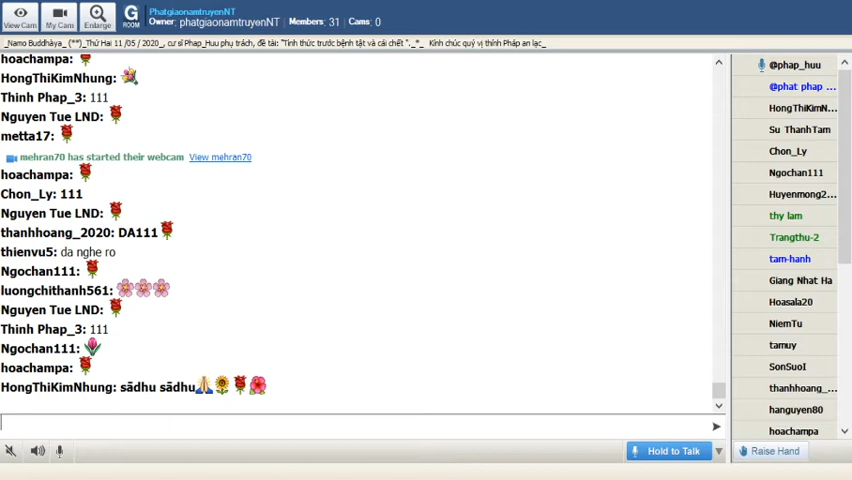 View Cam
My Cam
Enlarge
G
ROOM
PhatgiaonamtruyenNT
Owner: phatgiaonamtruyenNT Members: 31 Cams: 0
_Namo Buddhàya_ (**)_Thứ Hai 11 /05 / 2020_, cư sĩ Phap_Huu phụ trách, đề tài: "Tỉnh thức trước bệnh tật và cái chết "._*_ Kính chúc quý vị thính Pháp an lạc_
hoachampa:
HongThiKimNhung:
Thinh Phap_3: 111
Nguyen Tue LND:
metta17:
mehran70 has started their webcam View mehran70
hoachampa:
Chon_Ly: 111
Nguyen Tue LND:
thanhhoang_2020: DA111
thienvu5: da nghe ro
Ngochan111:
luongchithanh561:
Nguyen Tue LND:
Thinh Phap_3: 111
Ngochan111:
hoachampa:
HongThiKimNhung: sādhu sādhu
Hold to Talk
@phap_huu
@phat phap ...
HongThiKimN...
Su ThanhTam
Chon_Ly
Ngochan111
Huyenmong2...
thy lam
Trangthu-2
tam-hanh
Giang Nhat Ha
Hoasala20
NiemTu
tamuy
SonSuoI
thanhhoang_...
hanguyen80
hoachampa
Raise Hand